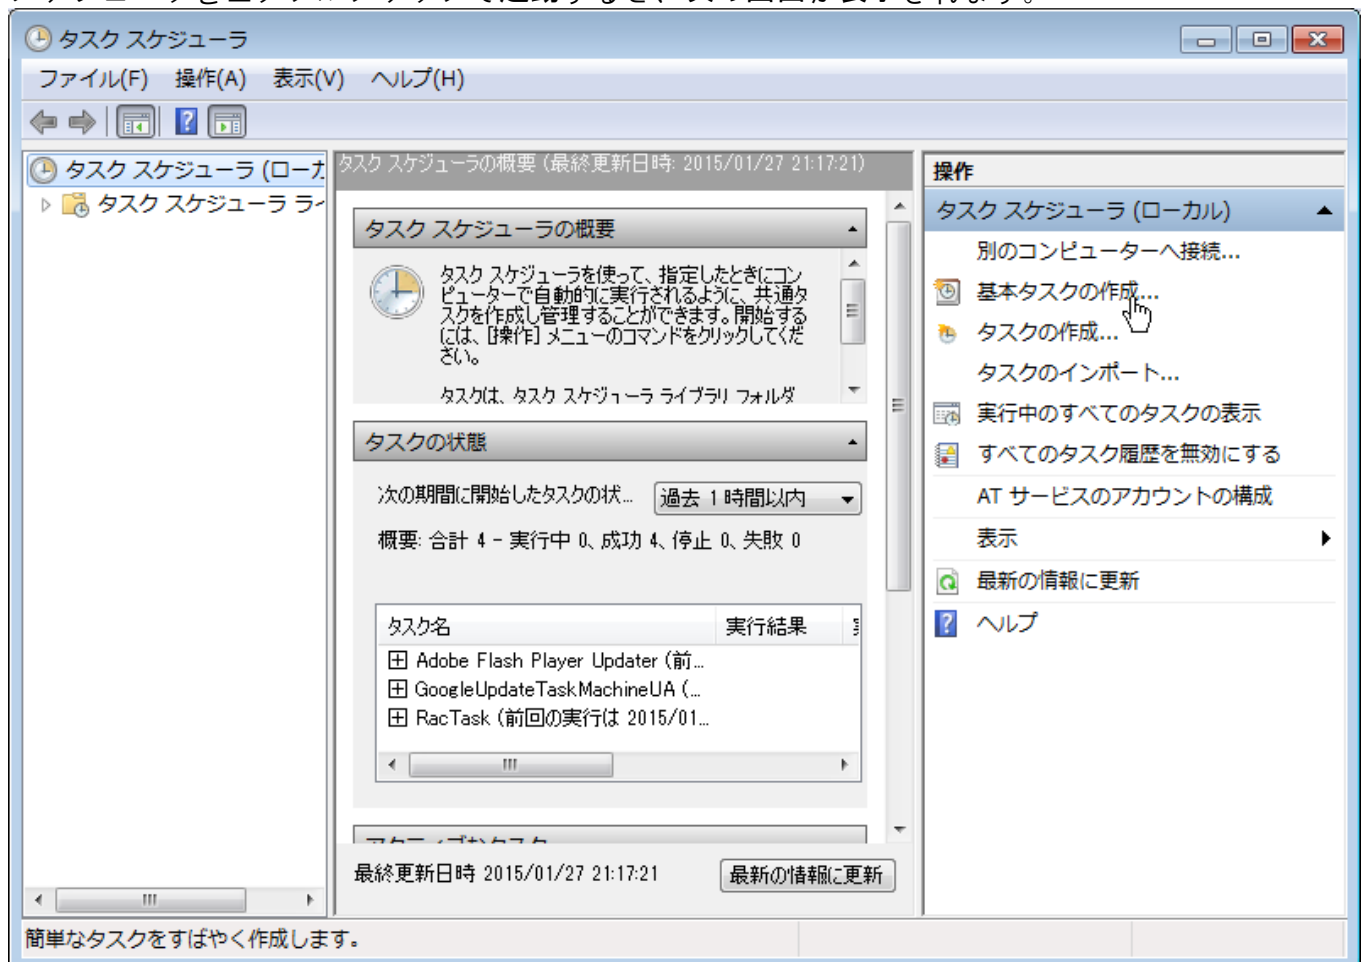 タスク スケジューラ
ファイル(F) 操作(A) 表示(V) ヘルプ(H)
タスク スケジューラ (ローカ
タスク スケジューラ ライ
タスク スケジューラの概要 (最終更新日時: 2015/01/27 21:17:21)
タスク スケジューラの概要
タスク スケジューラを使って、指定したときにコン
ピューターで自動的に実行されるように、共通タ
スクを作成し管理することができます。開始する
には、[操作] メニューのコマンドをクリックしてくだ
さい。
タスクは、タスク スケジューラ ライブラリ フォルダ
タスクの状態
次の期間に開始したタスクの状... 過去 1 時間以内
概要: 合計 4 - 実行中 0、成功 4、停止 0、失敗 0
タスク名 実行結果
Adobe Flash Player Updater (前...
GoogleUpdateTaskMachineUA (...
RacTask (前回の実行は 2015/01...
アクティブなタスク
最終更新日時 2015/01/27 21:17:21 最新の情報に更新
操作
タスク スケジューラ (ローカル)
別のコンピューターへ接続...
基本タスクの作成...
タスクの作成...
タスクのインポート...
実行中のすべてのタスクの表示
すべてのタスク履歴を無効にする
AT サービスのアカウントの構成
表示
最新の情報に更新
ヘルプ
簡単なタスクをすばやく作成します。